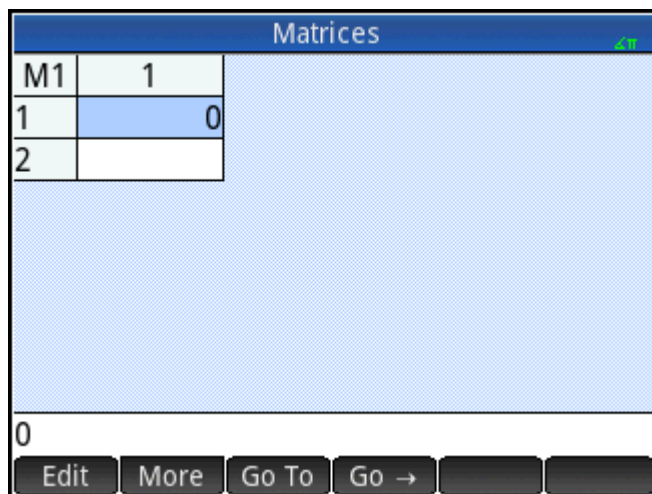 Matrices
∡π
M1 1
1 0
2
0
Edit More Go To Go →